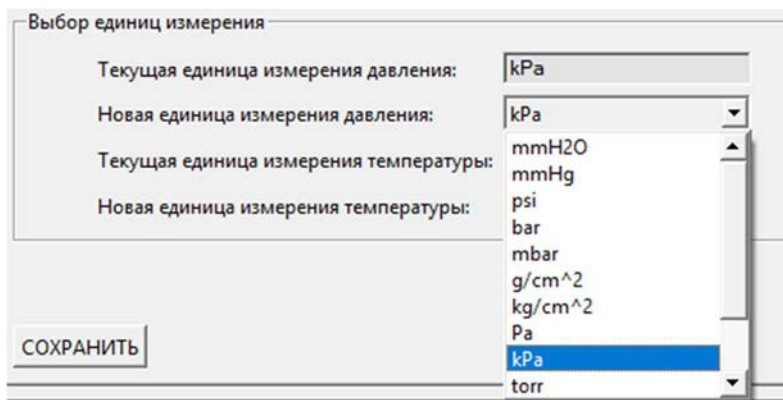 Выбор единиц измерения
Текущая единица измерения давления: kPa
Новая единица измерения давления: kPa
mmH2O
Текущая единица измерения температуры: mmHg
psi
Новая единица измерения температуры:
bar
mbar
g/cm^2
kg/cm^2
Pa
СОХРАНИТЬ
kPa
torr